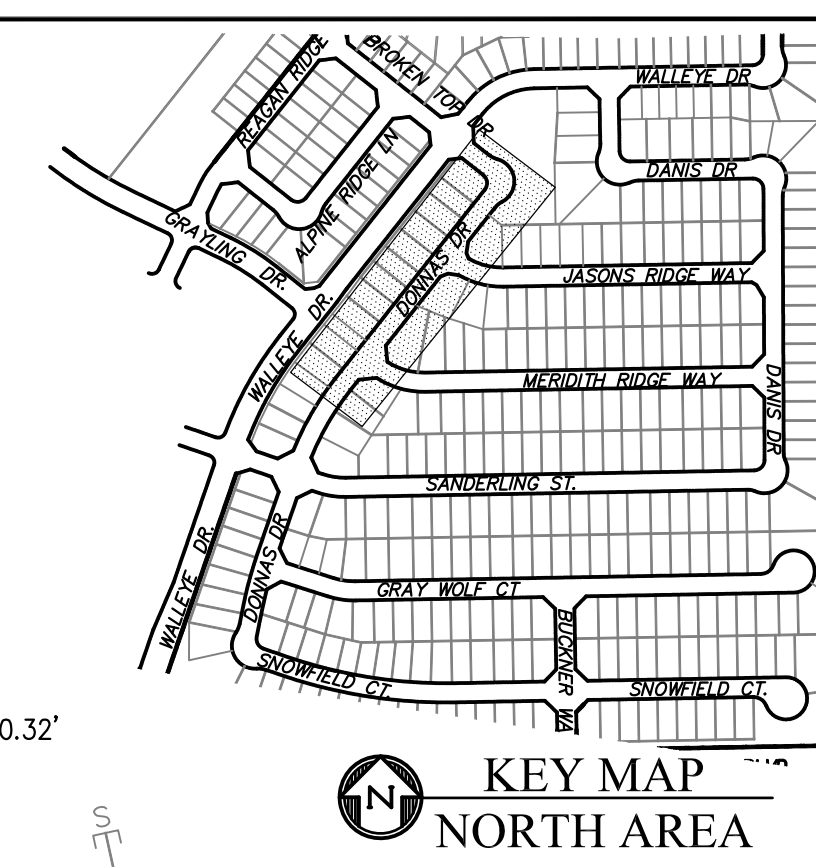 REAGAN RIDGE
BROKEN TOP DR
WALLEYE DR
ALPINE RIDGE LN
DANIS DR
GRAYLING DR.
DONNAS DR
JASONS RIDGE WAY
WALLEYE DR.
MERIDITH RIDGE WAY
DANIS DR
SANDERLING ST.
WALLEYE DR.
DONNAS DR
GRAY WOLF CT
BUCKNER WA
SNOWFIELD CT.
SNOWFIELD CT.
0.32'
N
KEY MAP
NORTH AREA
S